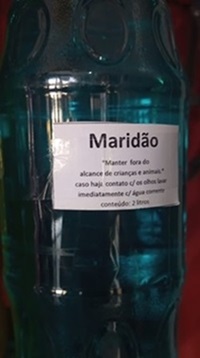 Maridão
"Manter fora do
alcance de crianças e animais."
caso haja contato c/ os olhos lavar
imediatamente c/ água corrente
conteúdo: 2 litros